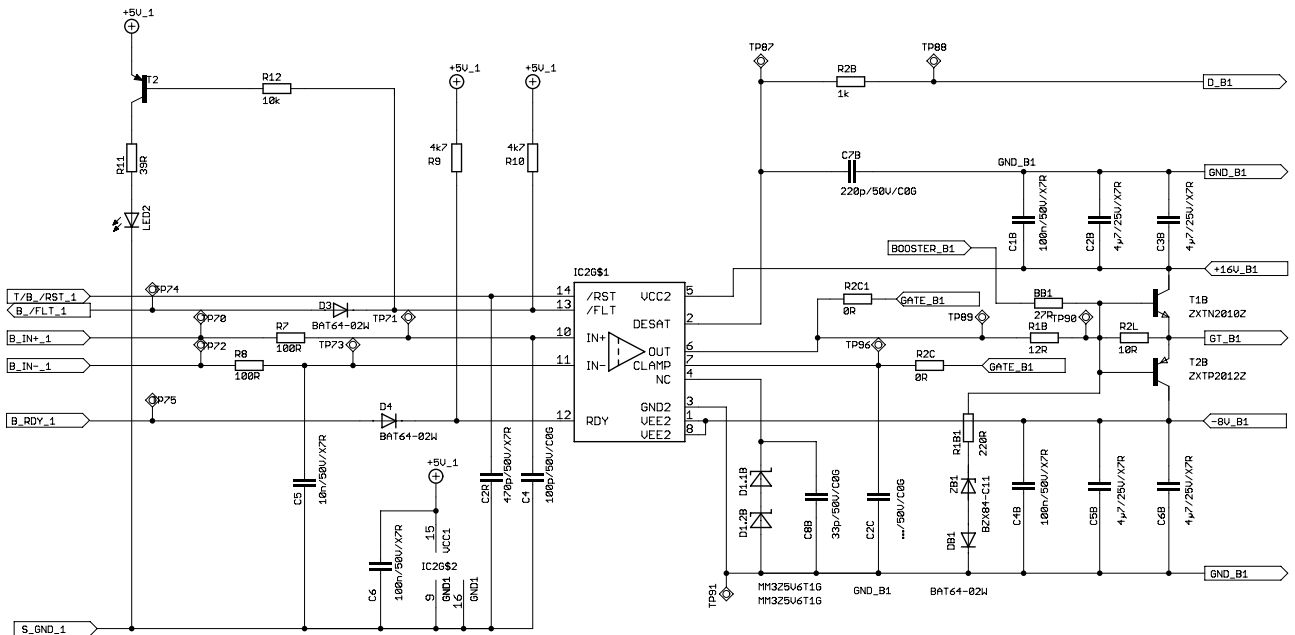 +5V_1
TP87
TP88
T2
R12
10k
+5V_1
+5V_1
R2B
1k
D_B1
R11
39R
4k7
R9
4k7
R10
C7B
220p/50V/C0G
GND_B1
GND_B1
LED2
C1B
100n/50V/X7R
C2B
4µ7/25V/X7R
C3B
4µ7/25V/X7R
BOOSTER_B1
IC2G$1
+16V_B1
T/B_/RST_1
TP74
14
/RST
VCC2
5
B_/FLT_1
D3
BAT64-02W
13
/FLT
R2C1
0R
GATE_B1
BB1
27R
T1B
ZXTN2010Z
TP70
TP71
DESAT
2
TP89
TP90
B_IN+_1
R7
100R
10
IN+
R1B
12R
R2L
10R
GT_B1
TP72
TP73
OUT
6
TP96
B_IN-_1
R8
100R
11
IN-
CLAMP
7
R2C
0R
GATE_B1
T2B
ZXTP2012Z
NC
4
TP75
D4
BAT64-02W
GND2
3
B_RDY_1
12
RDY
VEE2
1
VEE2
8
-8V_B1
R1B1
220R
C5
10n/50V/X7R
+5V_1
C2R
470p/50V/X7R
C4
100p/50V/C0G
D1.1B
D1.2B
C8B
33p/50V/C0G
C2C
../50V/C0G
ZB1
BZX84-C11
DB1
C4B
100n/50V/X7R
C5B
4µ7/25V/X7R
C6B
4µ7/25V/X7R
15
VCC1
IC2G$2
C6
100n/50V/X7R
9
GND1
16
GND1
TP91
MM3Z5V6T1G
MM3Z5V6T1G
GND_B1
BAT64-02W
GND_B1
S_GND_1